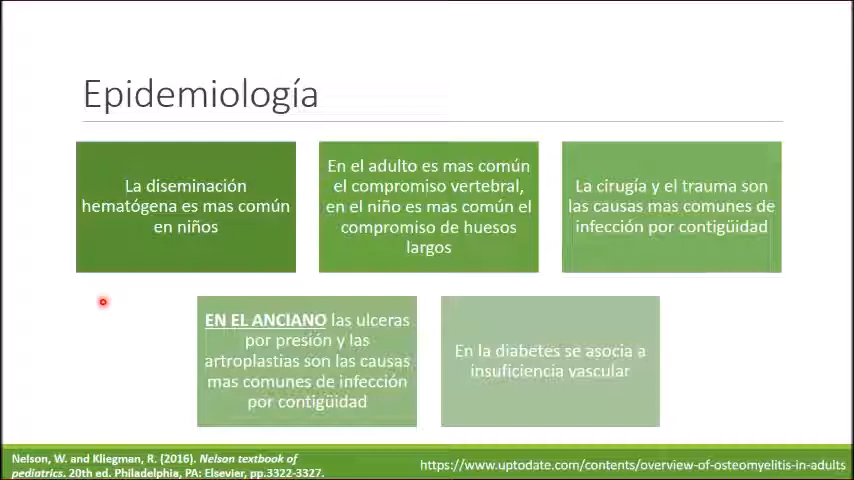 Epidemiología
La diseminación
hematógena es mas común
en niños
En el adulto es mas común
el compromiso vertebral,
en el niño es mas común el
compromiso de huesos
largos
La cirugía y el trauma son
las causas mas comunes de
infección por contigüidad
EN EL ANCIANO las ulceras
por presión y las
artroplastias son las causas
mas comunes de infección
por contigüidad
En la diabetes se asocia a
insuficiencia vascular
Nelson, W. and Kliegman, R. (2016). Nelson textbook of
pediatrics. 20th ed. Philadelphia, PA: Elsevier, pp.3322-3327.
https://www.uptodate.com/contents/overview-of-osteomyelitis-in-adults